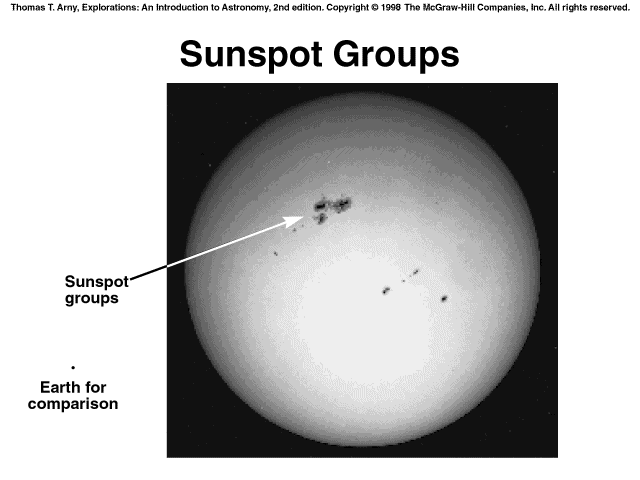 Thomas T. Arny, Explorations: An Introduction to Astronomy, 2nd edition. Copyright © 1998 The McGraw-Hill Companies, Inc. All rights reserved.
Sunspot Groups
Sunspot
groups
Earth for
comparison